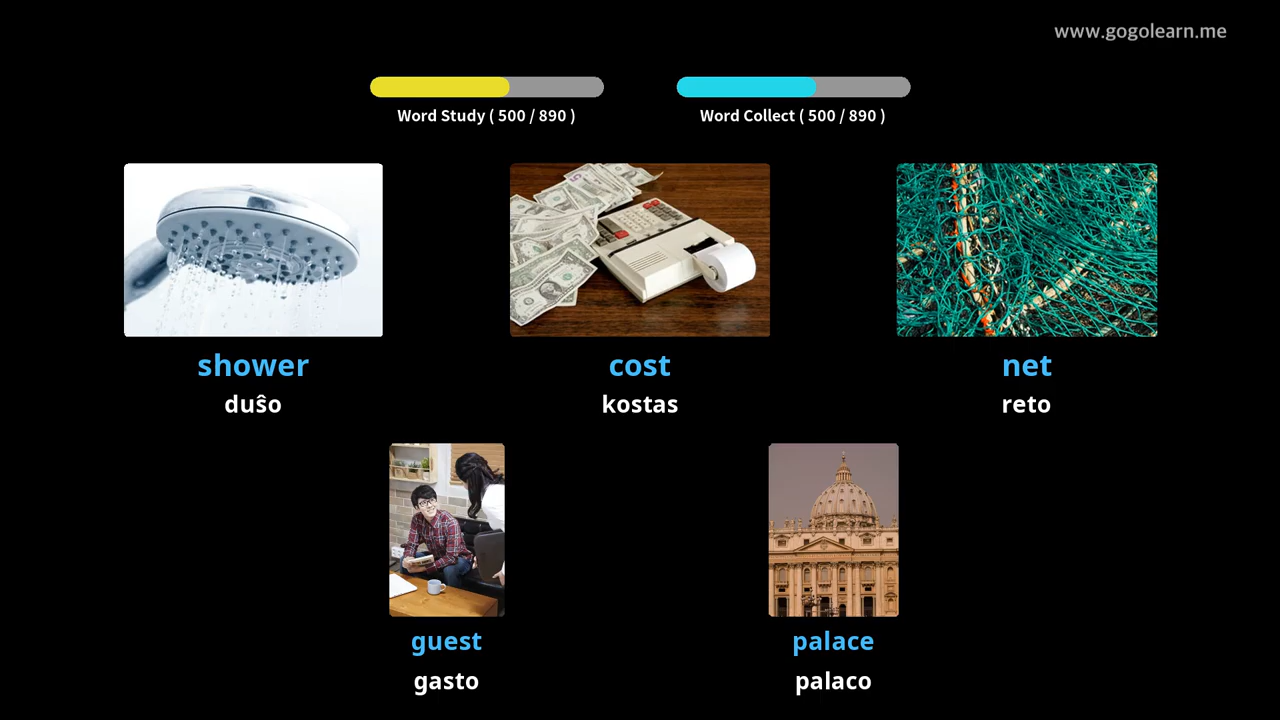 www.gogolearn.me
Word Study ( 500 / 890 )
Word Collect ( 500 / 890 )
shower
duŝo
cost
kostas
net
reto
guest
gasto
palace
palaco